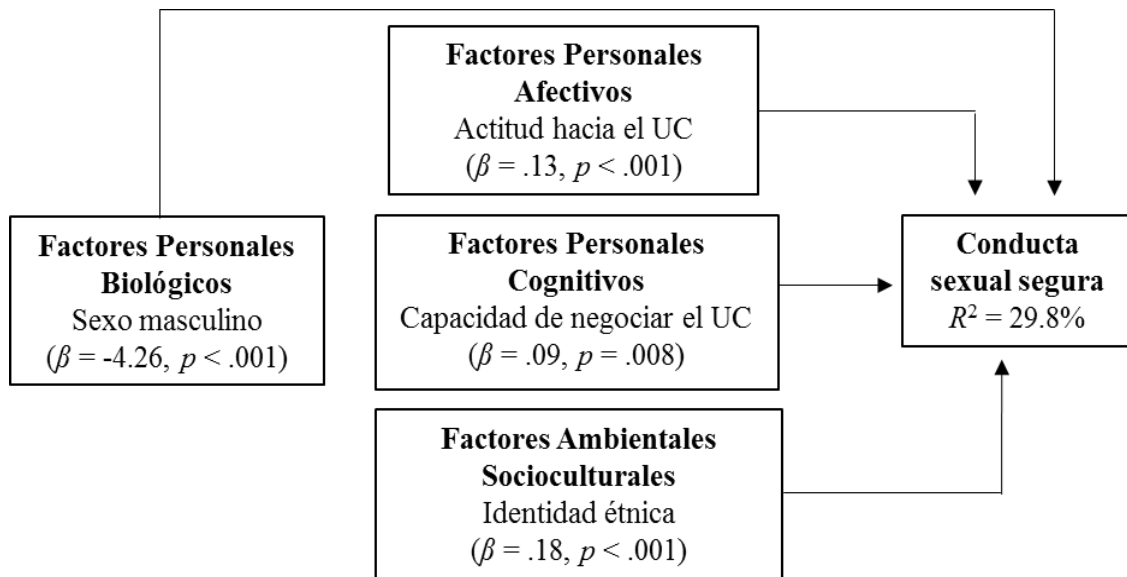 Factores Personales
Afectivos
Actitud hacia el UC
(β = .13, p < .001)
Factores Personales
Biológicos
Sexo masculino
(β = -4.26, p < .001)
Factores Personales
Cognitivos
Capacidad de negociar el UC
(β = .09, p = .008)
Conducta
sexual segura
R² = 29.8%
Factores Ambientales
Socioculturales
Identidad étnica
(β = .18, p < .001)